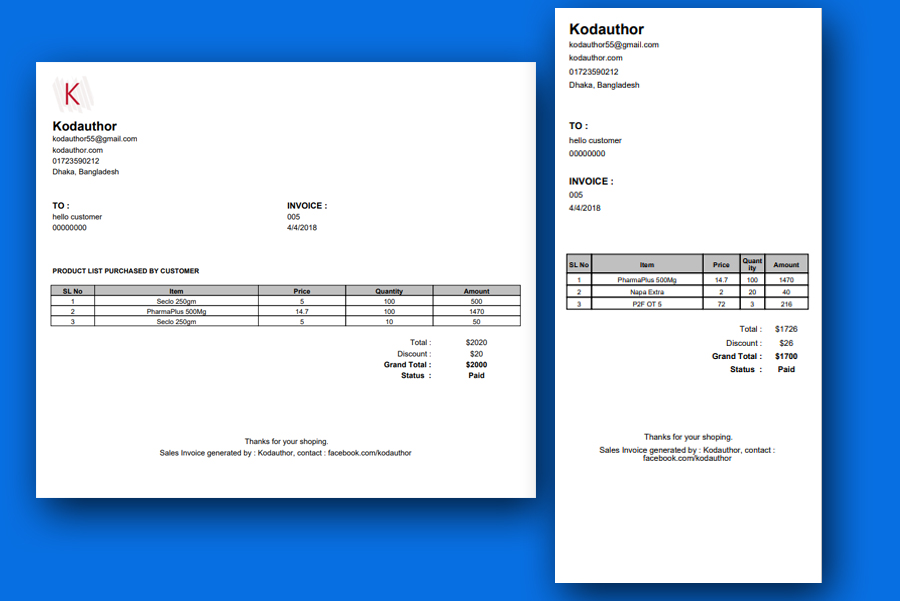 K
Kodauthor
kodauthor55@gmail.com
kodauthor.com
01723590212
Dhaka, Bangladesh
TO :
hello customer
00000000
INVOICE :
005
4/4/2018
PRODUCT LIST PURCHASED BY CUSTOMER
SL No Item Price Quantity Amount
1 Seclo 250gm 5 100 500
2 PharmaPlus 500Mg 14.7 100 1470
3 Seclo 250gm 5 10 50
Total : $2020
Discount : $20
Grand Total : $2000
Status : Paid
Thanks for your shoping.
Sales Invoice generated by : Kodauthor, contact : facebook.com/kodauthor
Kodauthor
kodauthor55@gmail.com
kodauthor.com
01723590212
Dhaka, Bangladesh
TO :
hello customer
00000000
INVOICE :
005
4/4/2018
SL No Item Price Quant
ity Amount
1 PharmaPlus 500Mg 14.7 100 1470
2 Napa Extra 2 20 40
3 P2F OT 5 72 3 216
Total : $1726
Discount : $26
Grand Total : $1700
Status : Paid
Thanks for your shoping.
Sales Invoice generated by : Kodauthor, contact :
facebook.com/kodauthor